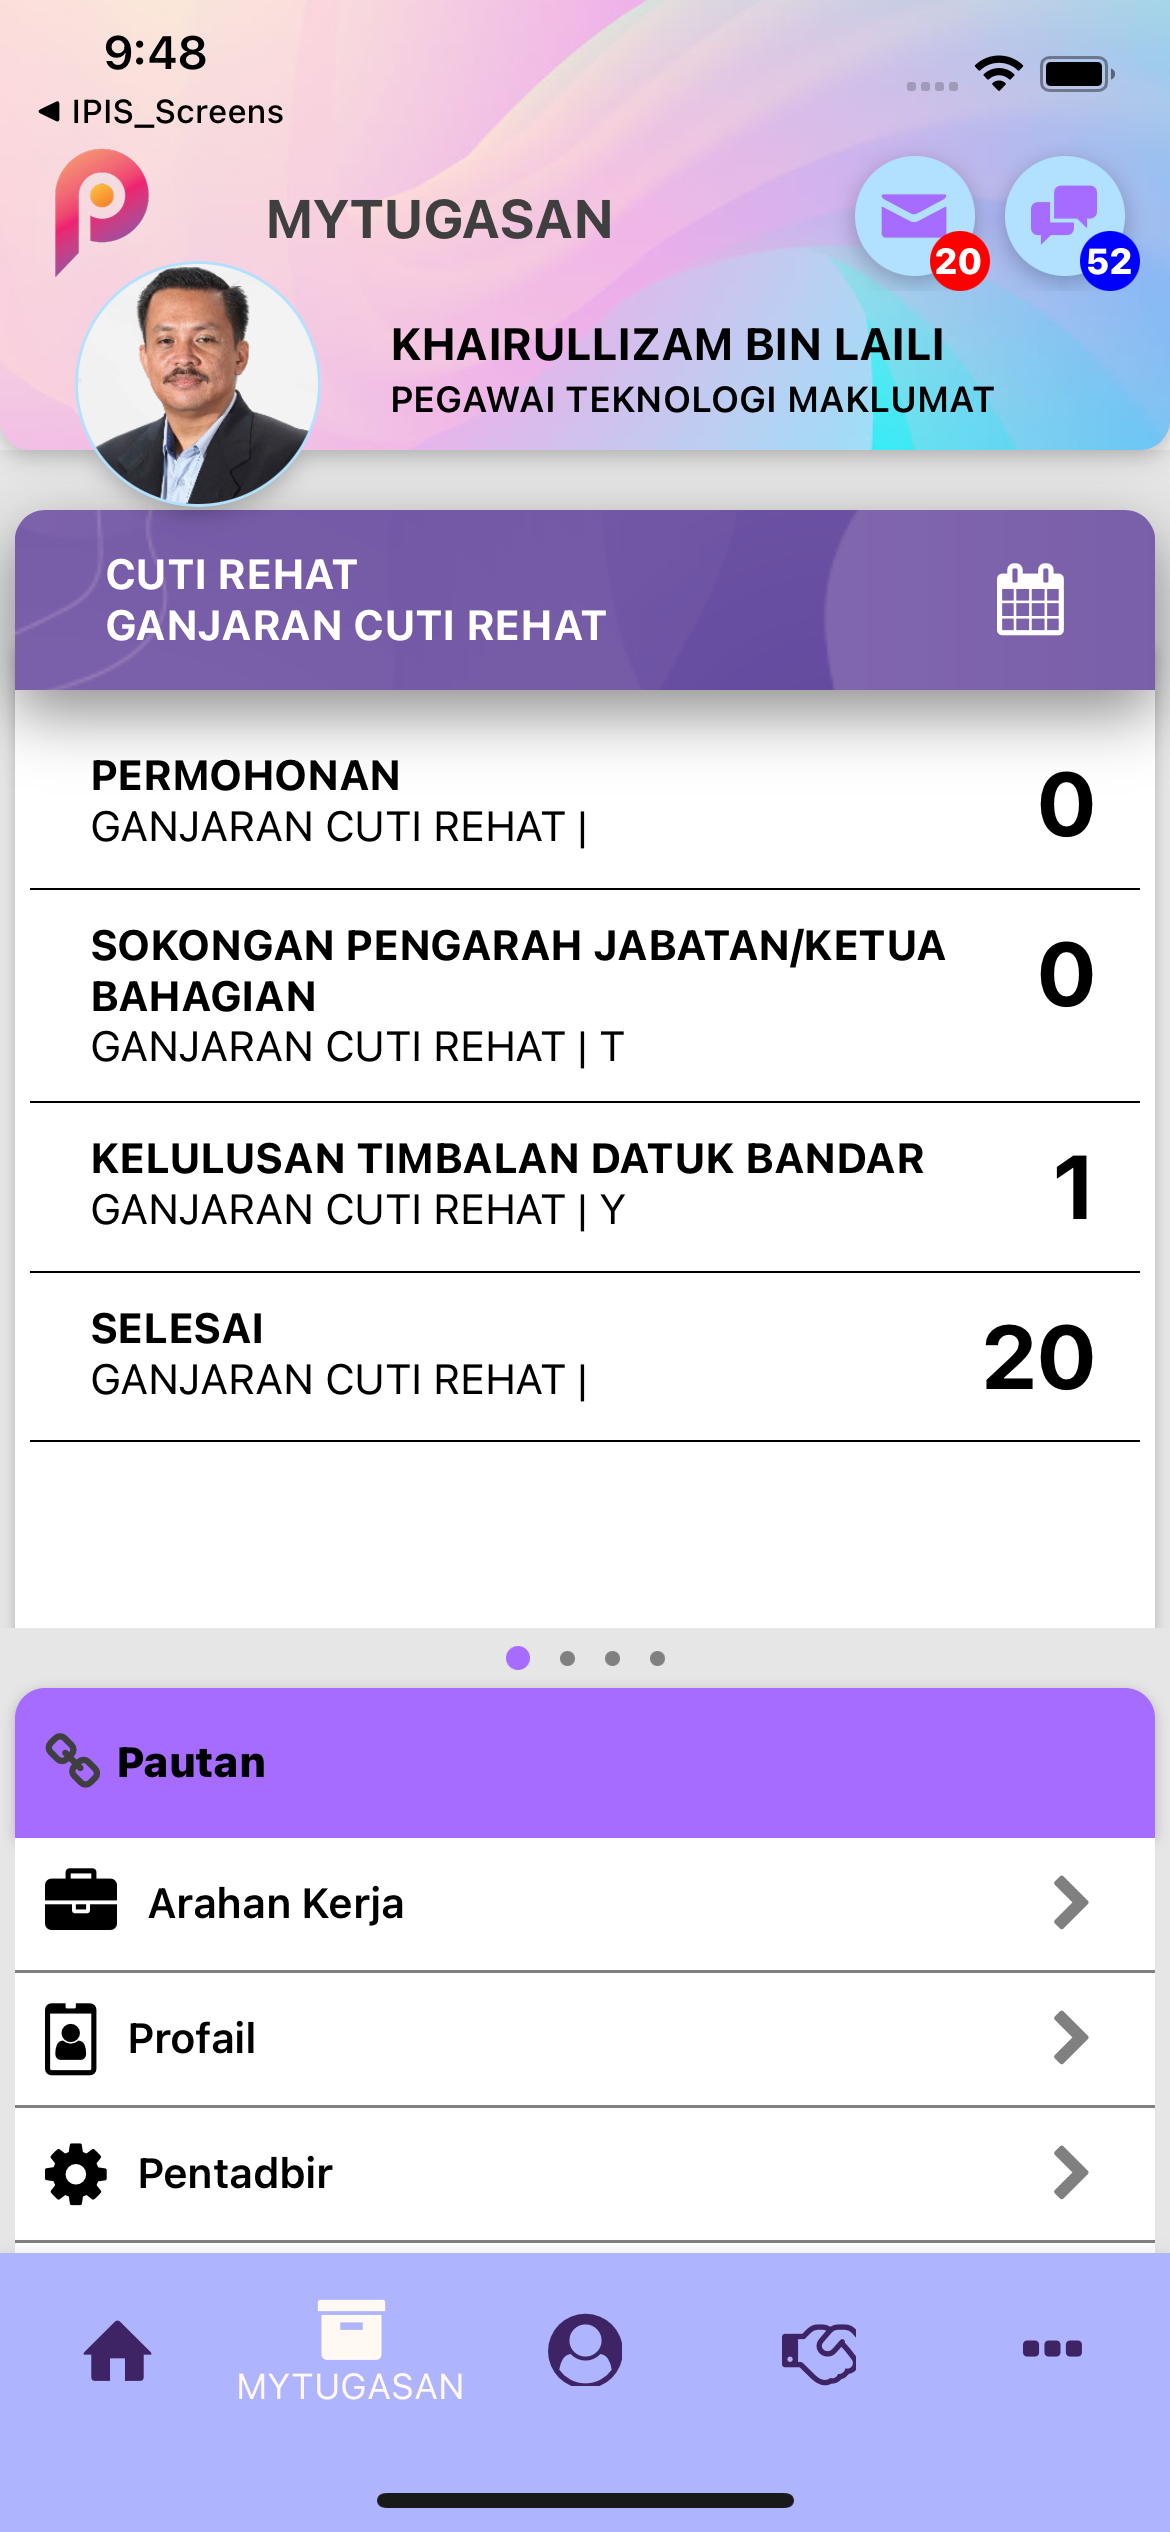 9:48
◀ IPIS_Screens
MYTUGASAN
20
52
KHAIRULLIZAM BIN LAILI
PEGAWAI TEKNOLOGI MAKLUMAT
CUTI REHAT
GANJARAN CUTI REHAT
PERMOHONAN
GANJARAN CUTI REHAT |
0
SOKONGAN PENGARAH JABATAN/KETUA
BAHAGIAN
GANJARAN CUTI REHAT | T
0
KELULUSAN TIMBALAN DATUK BANDAR
GANJARAN CUTI REHAT | Y
1
SELESAI
GANJARAN CUTI REHAT |
20
Pautan
Arahan Kerja
Profail
Pentadbir
MYTUGASAN